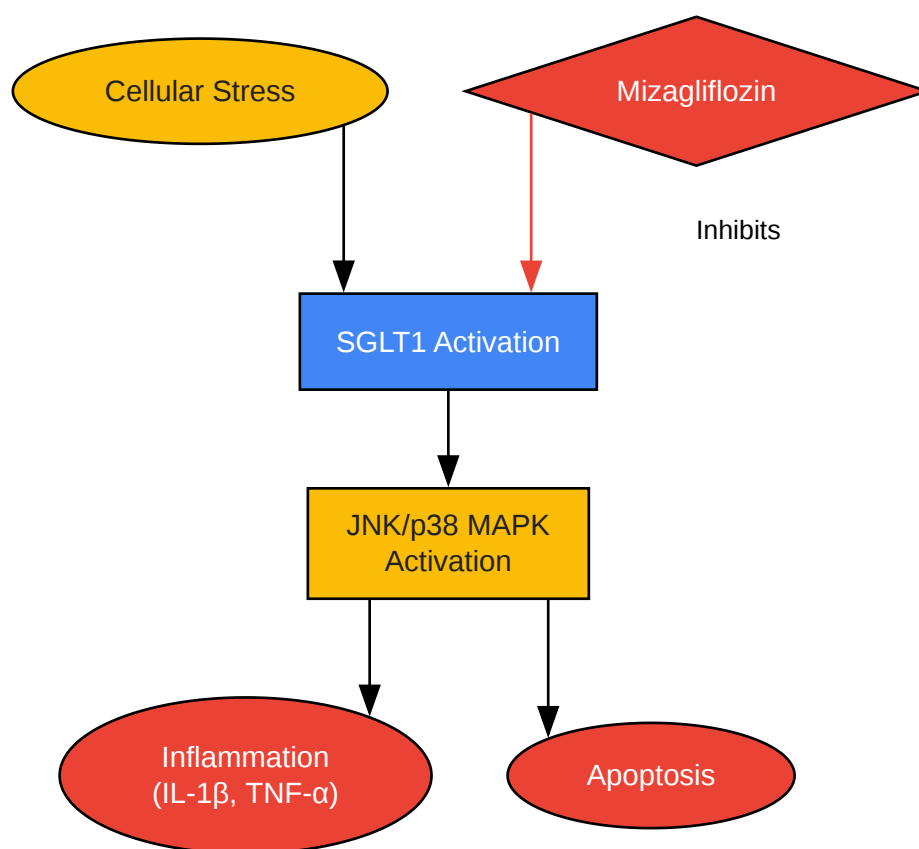 Cellular Stress
Mizagliflozin
Inhibits
SGLT1 Activation
JNK/p38 MAPK
Activation
Inflammation
(IL-1β, TNF-α)
Apoptosis